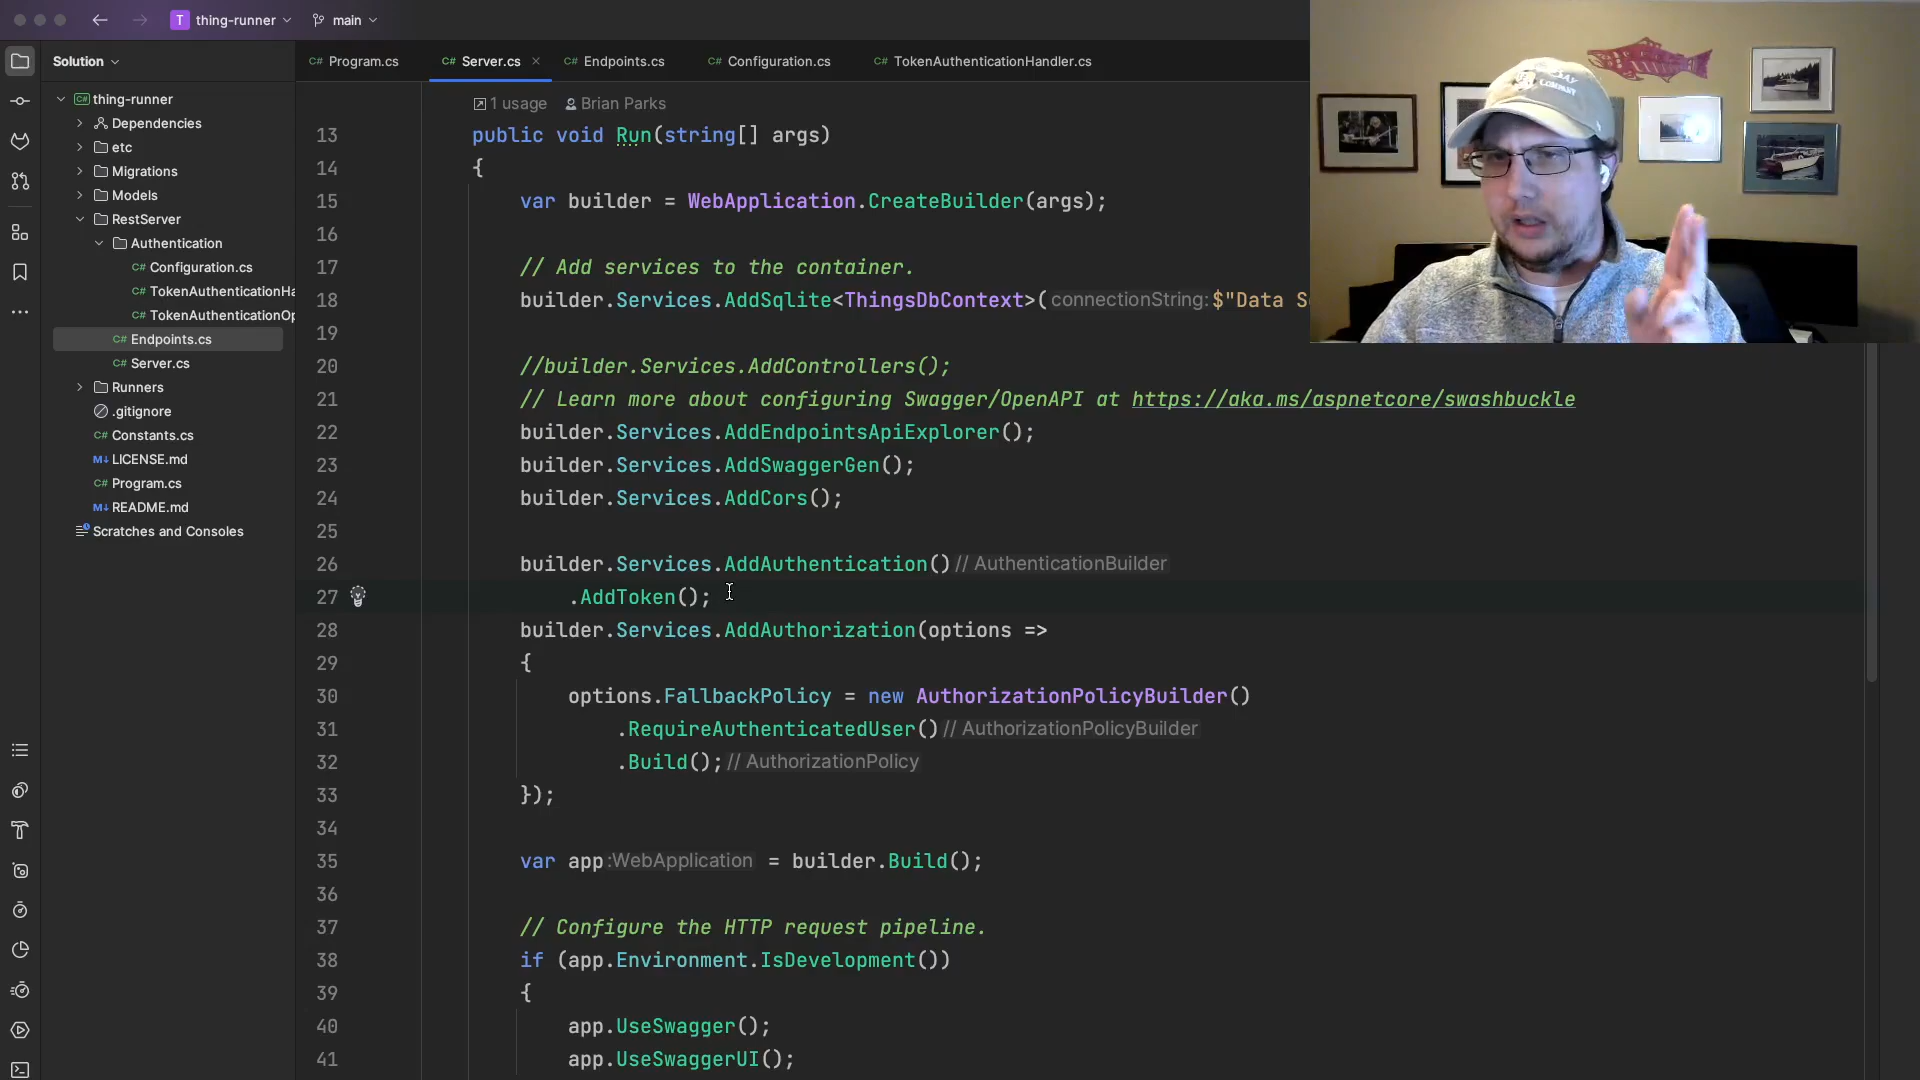 T thing-runner main
Solution
Program.cs Server.cs Endpoints.cs Configuration.cs TokenAuthenticationHandler.cs
thing-runner
Dependencies
etc
Migrations
Models
RestServer
Authentication
C# Configuration.cs
C# TokenAuthenticationHa
C# TokenAuthenticationOp
C# Endpoints.cs
C# Server.cs
Runners
.gitignore
C# Constants.cs
M↓ LICENSE.md
C# Program.cs
M↓ README.md
Scratches and Consoles
1 usage Brian Parks
13 public void Run(string[] args)
14 {
15 var builder = WebApplication.CreateBuilder(args);
16
17 // Add services to the container.
18 builder.Services.AddSqlite<ThingsDbContext>(connectionString:$"Data S
19
20 //builder.Services.AddControllers();
21 // Learn more about configuring Swagger/OpenAPI at https://aka.ms/aspnetcore/swashbuckle
22 builder.Services.AddEndpointsApiExplorer();
23 builder.Services.AddSwaggerGen();
24 builder.Services.AddCors();
25
26 builder.Services.AddAuthentication()// AuthenticationBuilder
27 .AddToken();
28 builder.Services.AddAuthorization(options =>
29 {
30 options.FallbackPolicy = new AuthorizationPolicyBuilder()
31 .RequireAuthenticatedUser()// AuthorizationPolicyBuilder
32 .Build();// AuthorizationPolicy
33 });
34
35 var app:WebApplication = builder.Build();
36
37 // Configure the HTTP request pipeline.
38 if (app.Environment.IsDevelopment())
39 {
40 app.UseSwagger();
41 app.UseSwaggerUI();